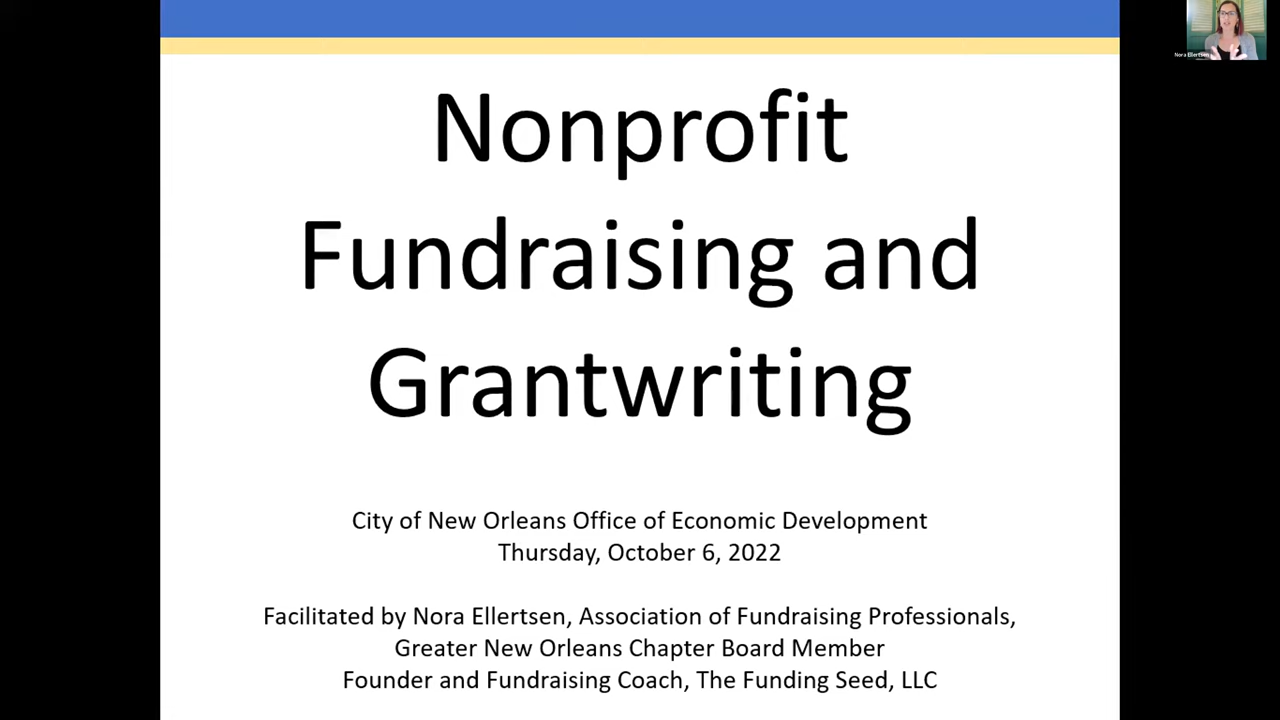 Nonprofit
Fundraising and
Grantwriting
City of New Orleans Office of Economic Development
Thursday, October 6, 2022
Facilitated by Nora Ellertsen, Association of Fundraising Professionals,
Greater New Orleans Chapter Board Member
Founder and Fundraising Coach, The Funding Seed, LLC
Nora Ellertsen